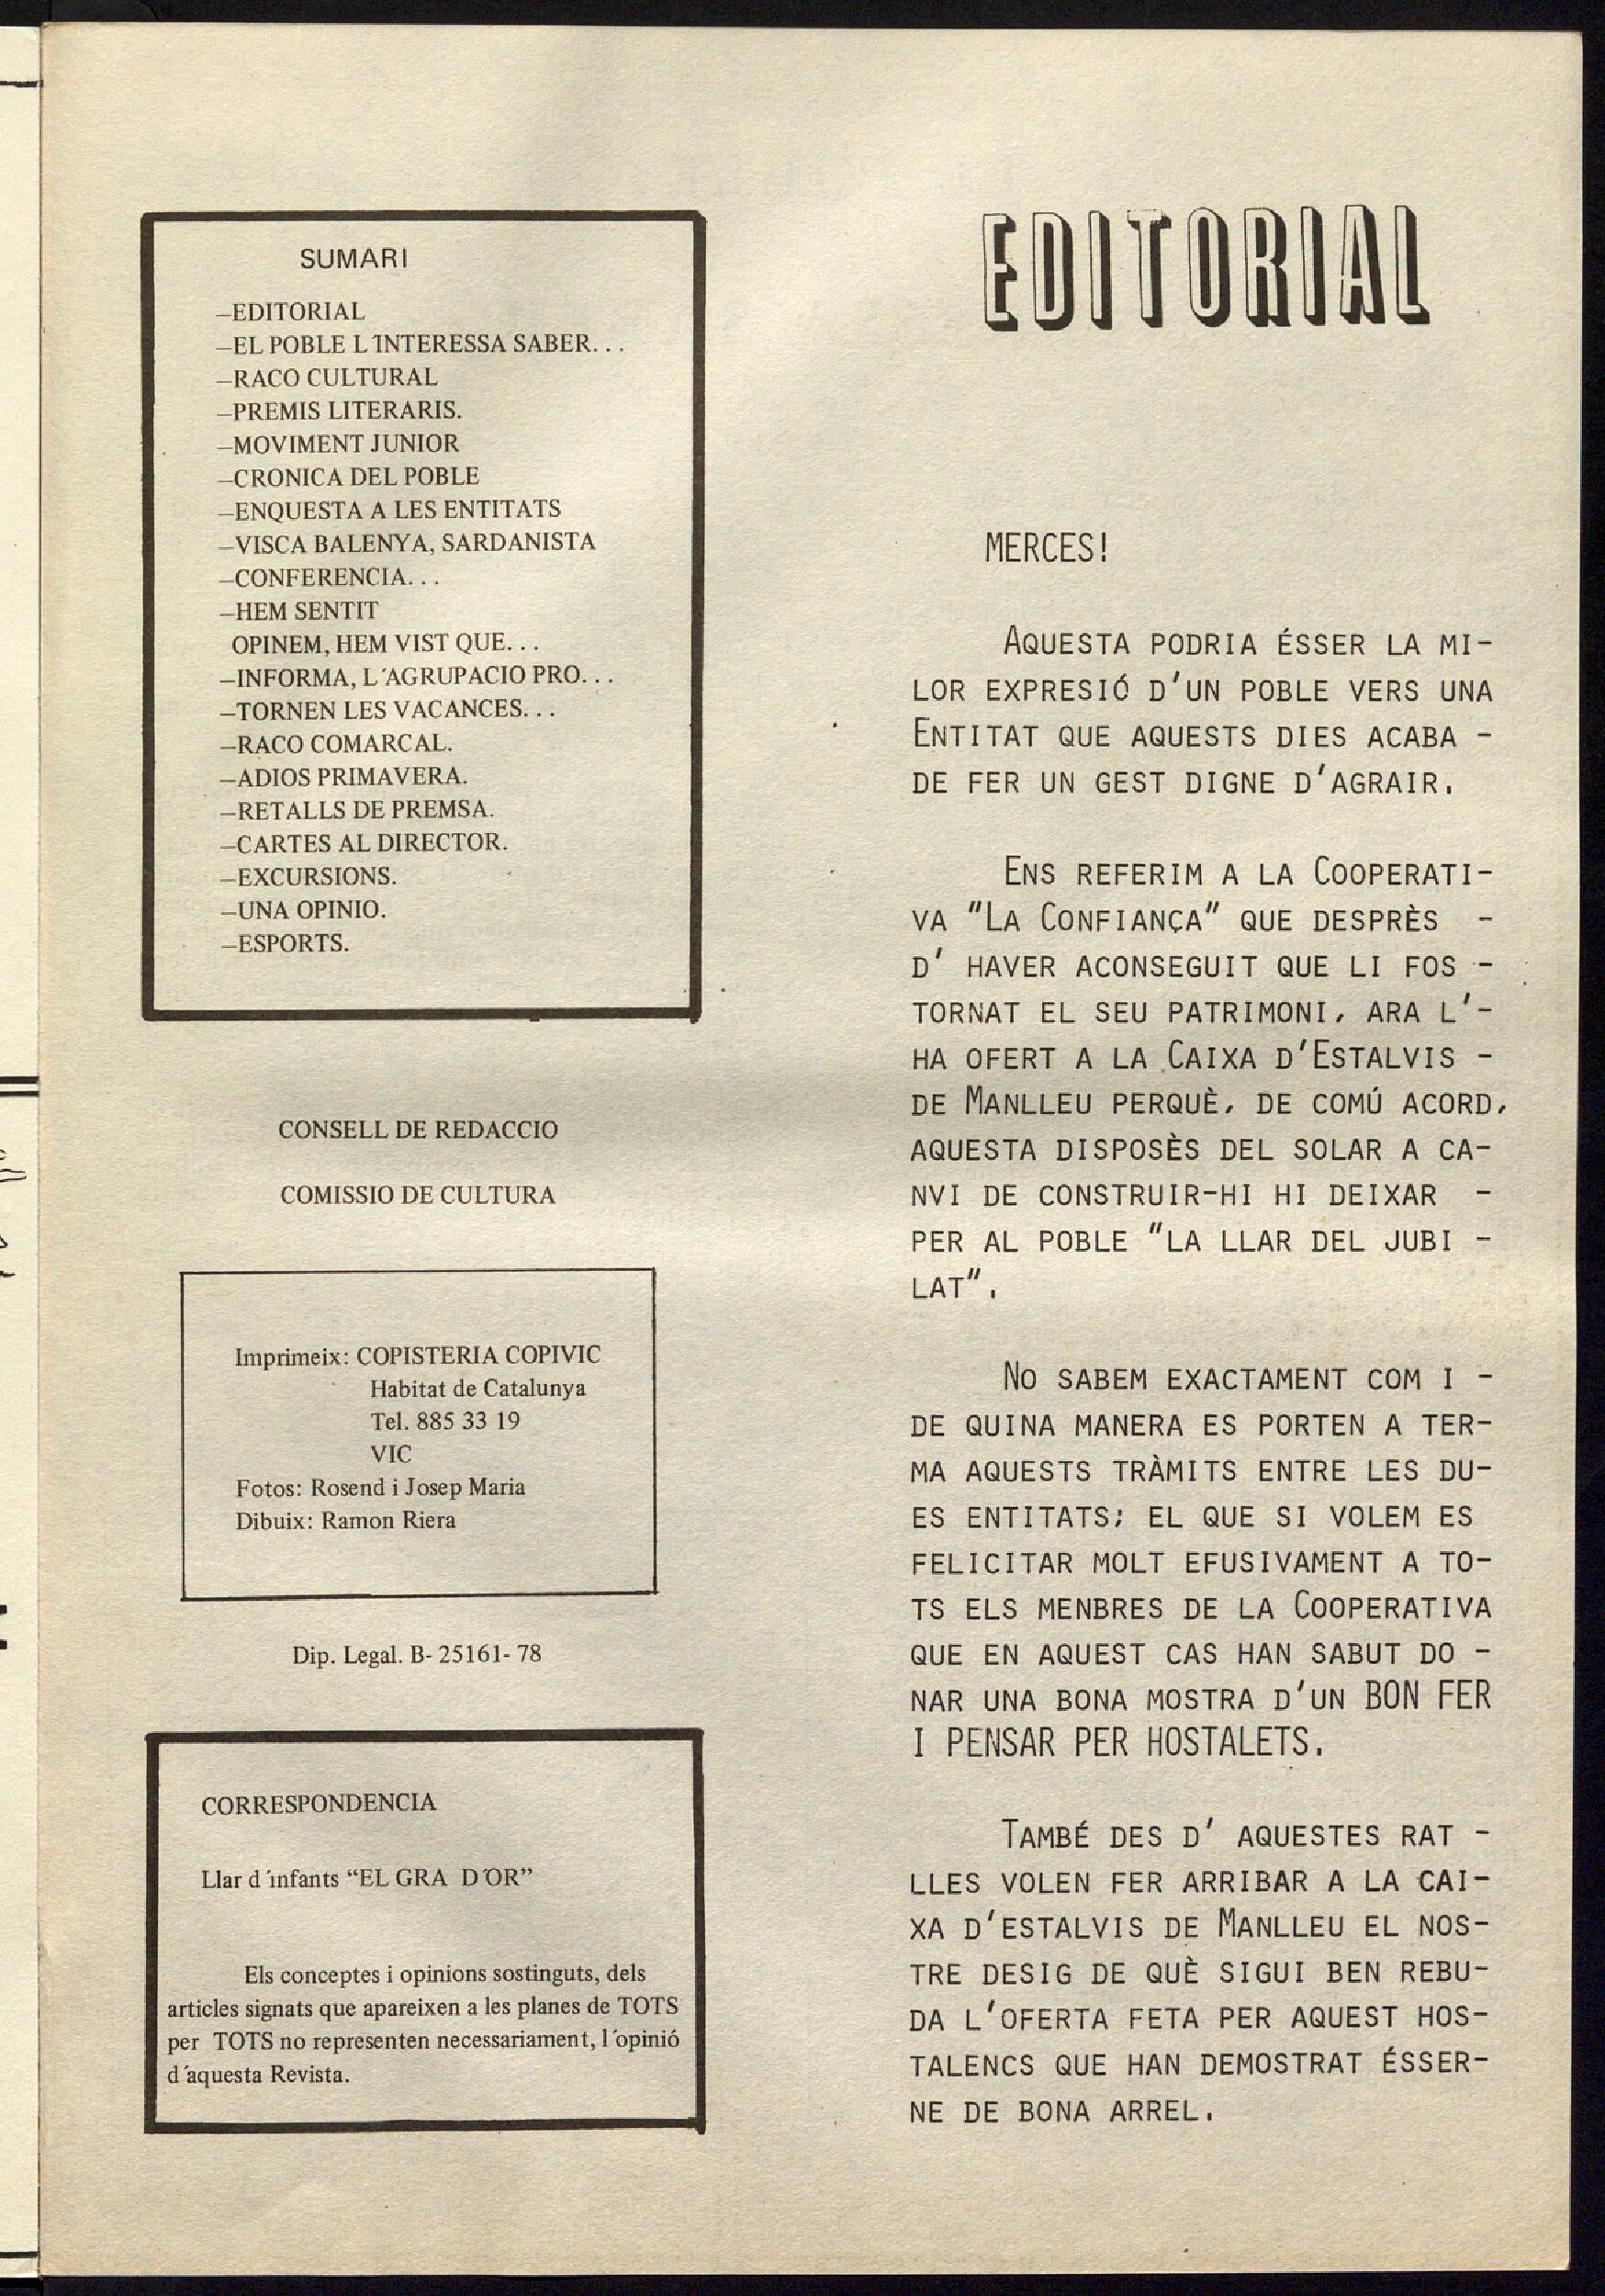 SUMARI
—EDITORIAL
—EL POBLE L´INTERESSA SABER. . .
—RACO CULTURAL
—PREMIS LITERARIS.
—MOVIMENT JUNIOR
—CRONICA DEL POBLE
—ENQUESTA A LES ENTITATS
—VISCA BALENYA, SARDANISTA
—CONFERENCIA. . .
—HEM SENTIT
OPINEM, HEM VIST QUE. . .
—INFORMA, L´AGRUPACIO PRO. . .
—TORNEN LES VACANCES. . .
—RACO COMARCAL.
—ADIOS PRIMAVERA.
—RETALLS DE PREMSA.
—CARTES AL DIRECTOR.
—EXCURSIONS.
—UNA OPINIO.
—ESPORTS.
CONSELL DE REDACCIO
COMISSIO DE CULTURA
Imprimeix: COPISTERIA COPIVIC
Habitat de Catalunya
Tel. 885 33 19
VIC
Fotos: Rosend i Josep Maria
Dibuix: Ramon Riera
Dip. Legal. B- 25161- 78
CORRESPONDENCIA
Llar d´infants “EL GRA D´OR”
Els conceptes i opinions sostinguts, dels
articles signats que apareixen a les planes de TOTS
per TOTS no representen necessariament, l´opinió
d´aquesta Revista.
EDITORIAL
MERCES!
AQUESTA PODRIA ÉSSER LA MI-
LOR EXPRESIÓ D'UN POBLE VERS UNA
ENTITAT QUE AQUESTS DIES ACABA -
DE FER UN GEST DIGNE D'AGRAIR.
ENS REFERIM A LA COOPERATI-
VA "LA CONFIANÇA" QUE DESPRÈS -
D' HAVER ACONSEGUIT QUE LI FOS -
TORNAT EL SEU PATRIMONI, ARA L'-
HA OFERT A LA CAIXA D'ESTALVIS -
DE MANLLEU PERQUÈ, DE COMÚ ACORD,
AQUESTA DISPOSÈS DEL SOLAR A CA-
NVI DE CONSTRUIR-HI HI DEIXAR -
PER AL POBLE "LA LLAR DEL JUBI -
LAT".
NO SABEM EXACTAMENT COM I -
DE QUINA MANERA ES PORTEN A TER-
MA AQUESTS TRÀMITS ENTRE LES DU-
ES ENTITATS; EL QUE SI VOLEM ES
FELICITAR MOLT EFUSIVAMENT A TO-
TS ELS MENBRES DE LA COOPERATIVA
QUE EN AQUEST CAS HAN SABUT DO -
NAR UNA BONA MOSTRA D'UN BON FER
I PENSAR PER HOSTALETS.
TAMBÉ DES D' AQUESTES RAT -
LLES VOLEN FER ARRIBAR A LA CAI-
XA D'ESTALVIS DE MANLLEU EL NOS-
TRE DESIG DE QUÈ SIGUI BEN REBU-
DA L'OFERTA FETA PER AQUEST HOS-
TALENCS QUE HAN DEMOSTRAT ÉSSER-
NE DE BONA ARREL.